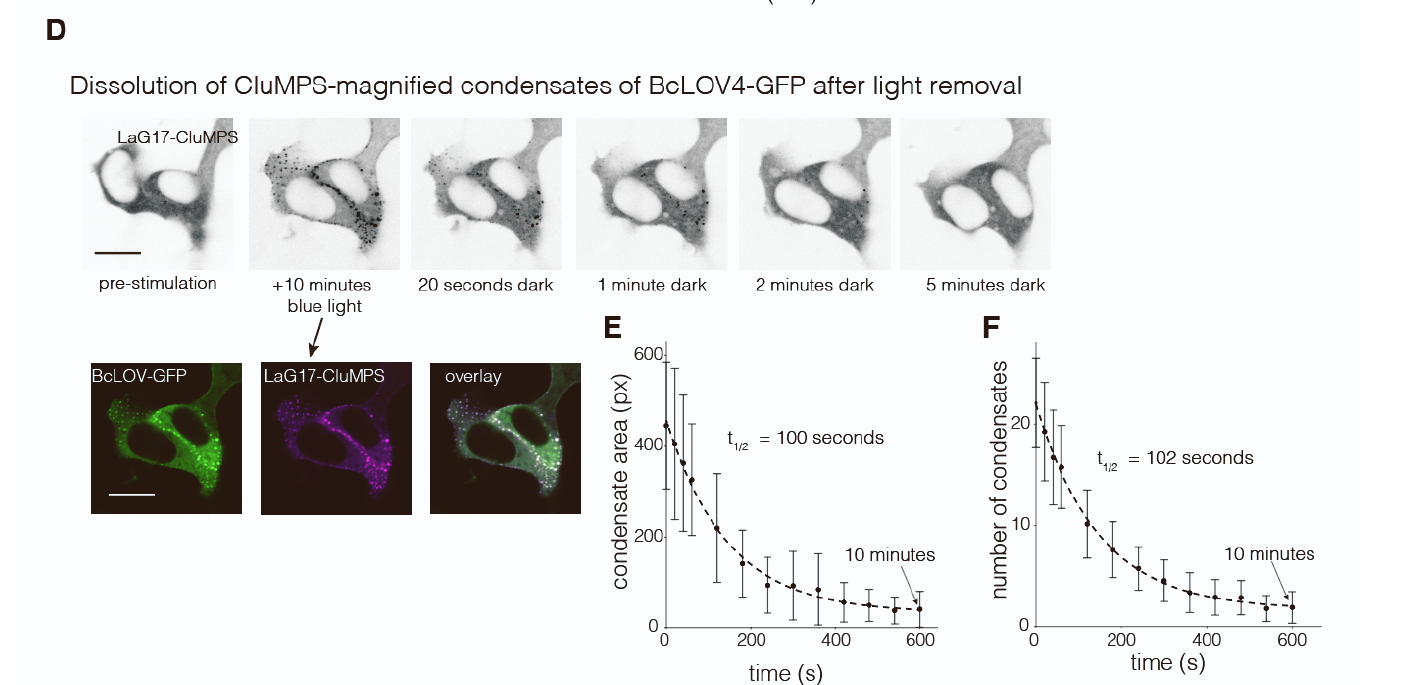 D
Dissolution of CluMPS-magnified condensates of BcLOV4-GFP after light removal
LaG17-CluMPS
pre-stimulation
+10 minutes
blue light
20 seconds dark
1 minute dark
2 minutes dark
5 minutes dark
BcLOV-GFP
LaG17-CluMPS
overlay
E
condensate area (px)
600
400
200
0
t1/2 = 100 seconds
10 minutes
0 200 400 600
time (s)
F
number of condensates
20
10
0
t1/2 = 102 seconds
10 minutes
0 200 400 600
time (s)